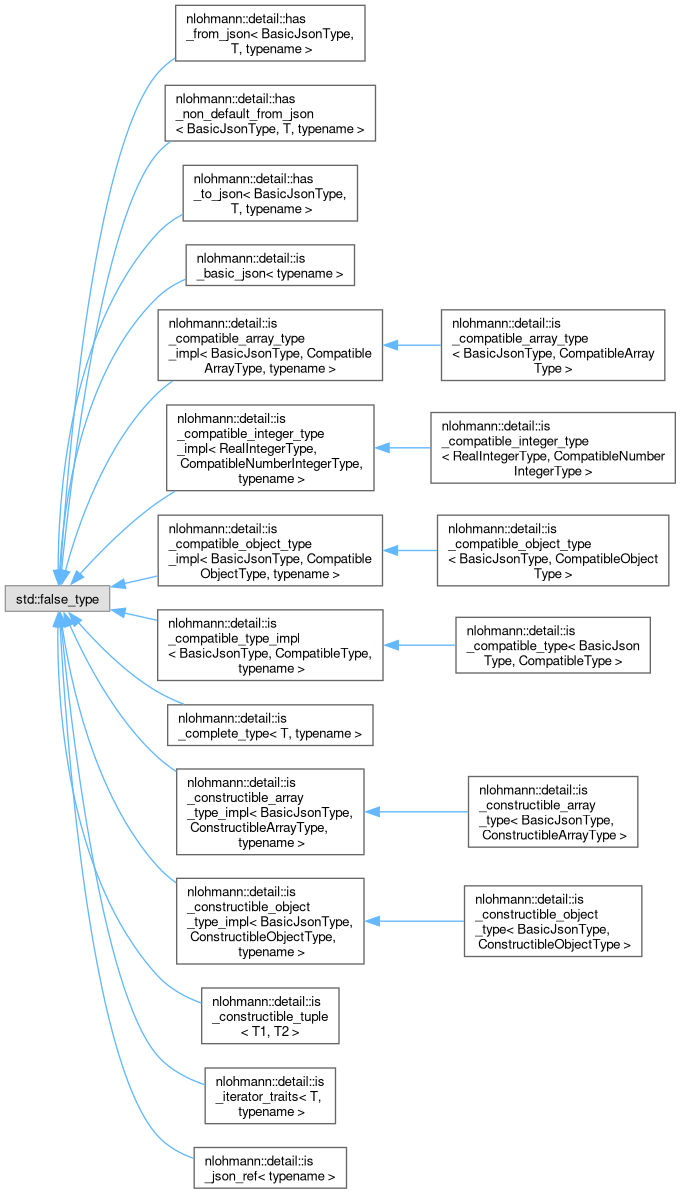 nlohmann::detail::has
_from_json< BasicJsonType,
T, typename >
nlohmann::detail::has
_non_default_from_json
< BasicJsonType, T, typename >
nlohmann::detail::has
_to_json< BasicJsonType,
T, typename >
nlohmann::detail::is
_basic_json< typename >
nlohmann::detail::is
_compatible_array_type
_impl< BasicJsonType, Compatible
ArrayType, typename >
nlohmann::detail::is
_compatible_array_type
< BasicJsonType, CompatibleArray
Type >
nlohmann::detail::is
_compatible_integer_type
_impl< RealIntegerType,
CompatibleNumberIntegerType,
typename >
nlohmann::detail::is
_compatible_integer_type
< RealIntegerType, CompatibleNumber
IntegerType >
nlohmann::detail::is
_compatible_object_type
_impl< BasicJsonType, Compatible
ObjectType, typename >
nlohmann::detail::is
_compatible_object_type
< BasicJsonType, CompatibleObject
Type >
std::false_type
nlohmann::detail::is
_compatible_type_impl
< BasicJsonType, CompatibleType,
typename >
nlohmann::detail::is
_compatible_type< BasicJson
Type, CompatibleType >
nlohmann::detail::is
_complete_type< T, typename >
nlohmann::detail::is
_constructible_array
_type_impl< BasicJsonType,
ConstructibleArrayType,
typename >
nlohmann::detail::is
_constructible_array
_type< BasicJsonType,
ConstructibleArrayType >
nlohmann::detail::is
_constructible_object
_type_impl< BasicJsonType,
ConstructibleObjectType,
typename >
nlohmann::detail::is
_constructible_object
_type< BasicJsonType,
ConstructibleObjectType >
nlohmann::detail::is
_constructible_tuple
< T1, T2 >
nlohmann::detail::is
_iterator_traits< T,
typename >
nlohmann::detail::is
_json_ref< typename >